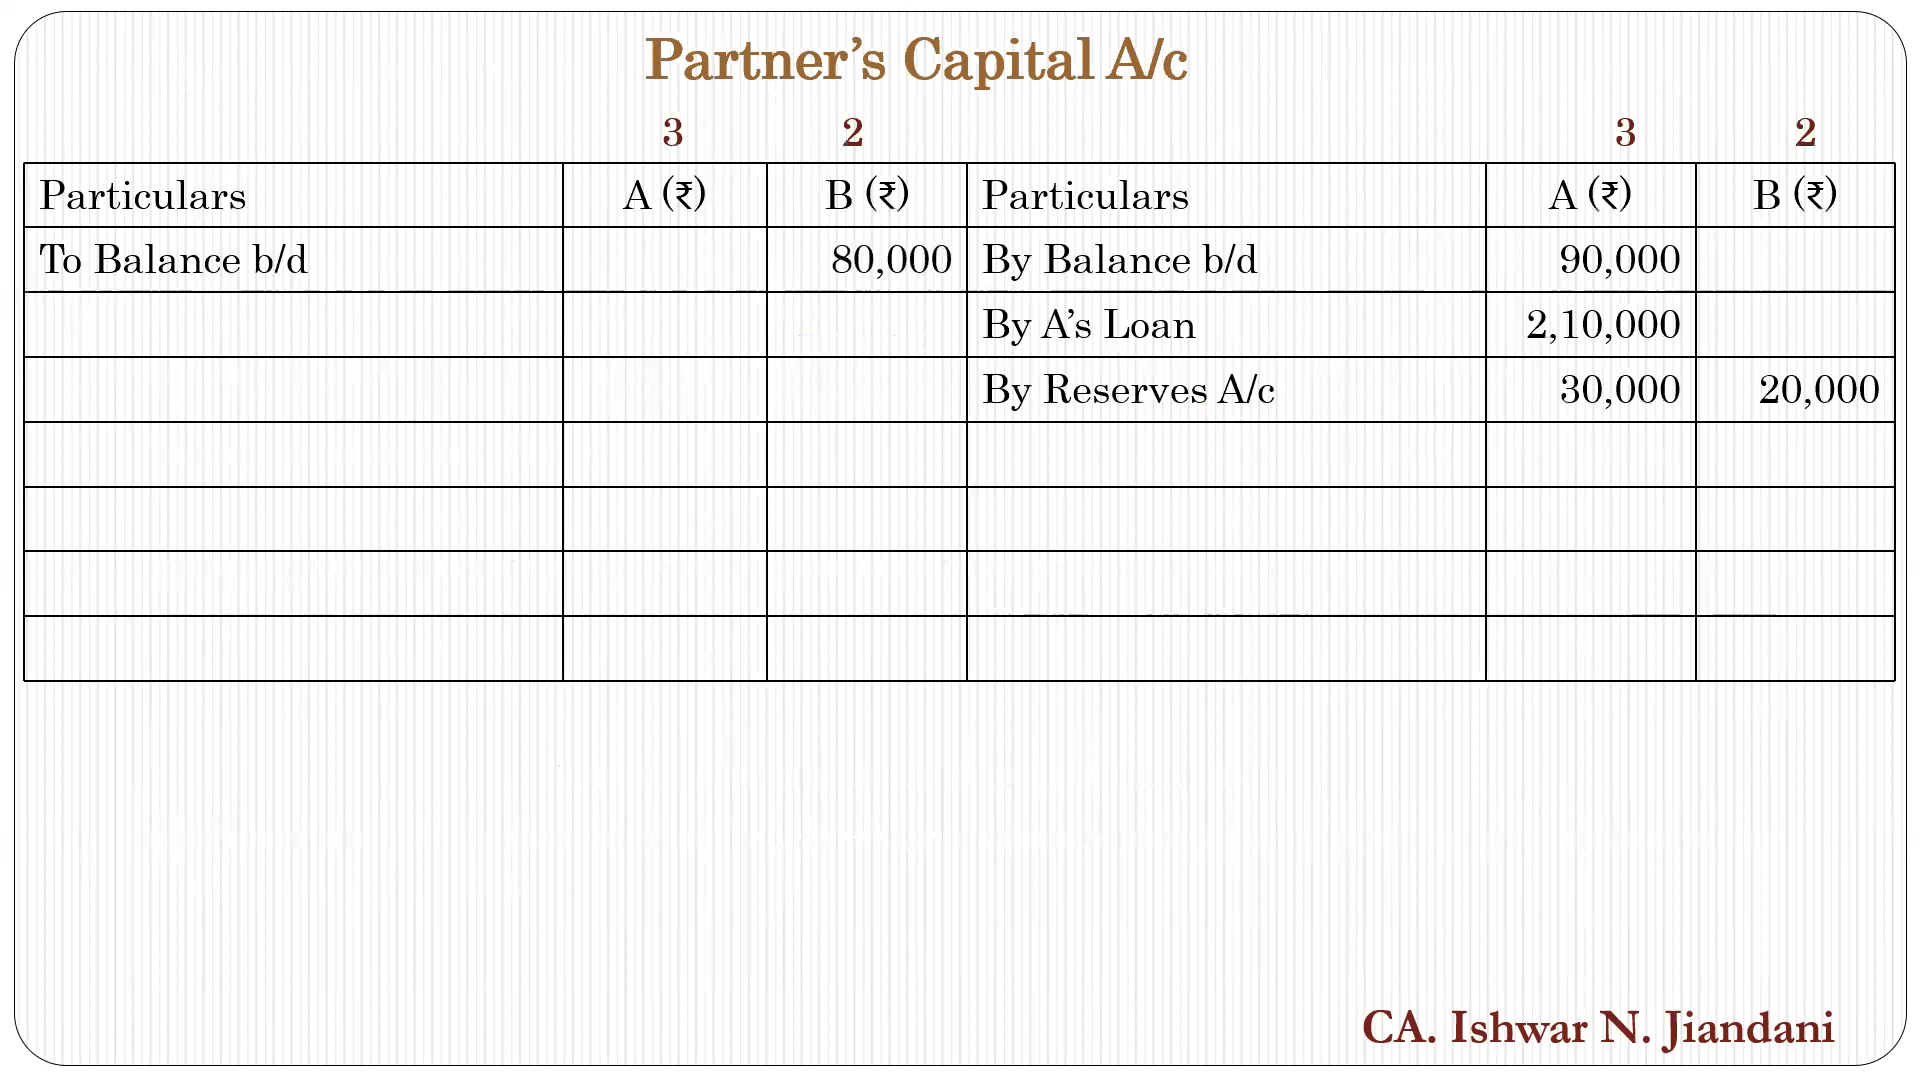 Partner’s Capital A/c
3 2 3 2
Particulars A (₹) B (₹) Particulars A (₹) B (₹)
To Balance b/d 80,000 By Balance b/d 90,000
By A’s Loan 2,10,000
By Reserves A/c 30,000 20,000
CA. Ishwar N. Jiandani